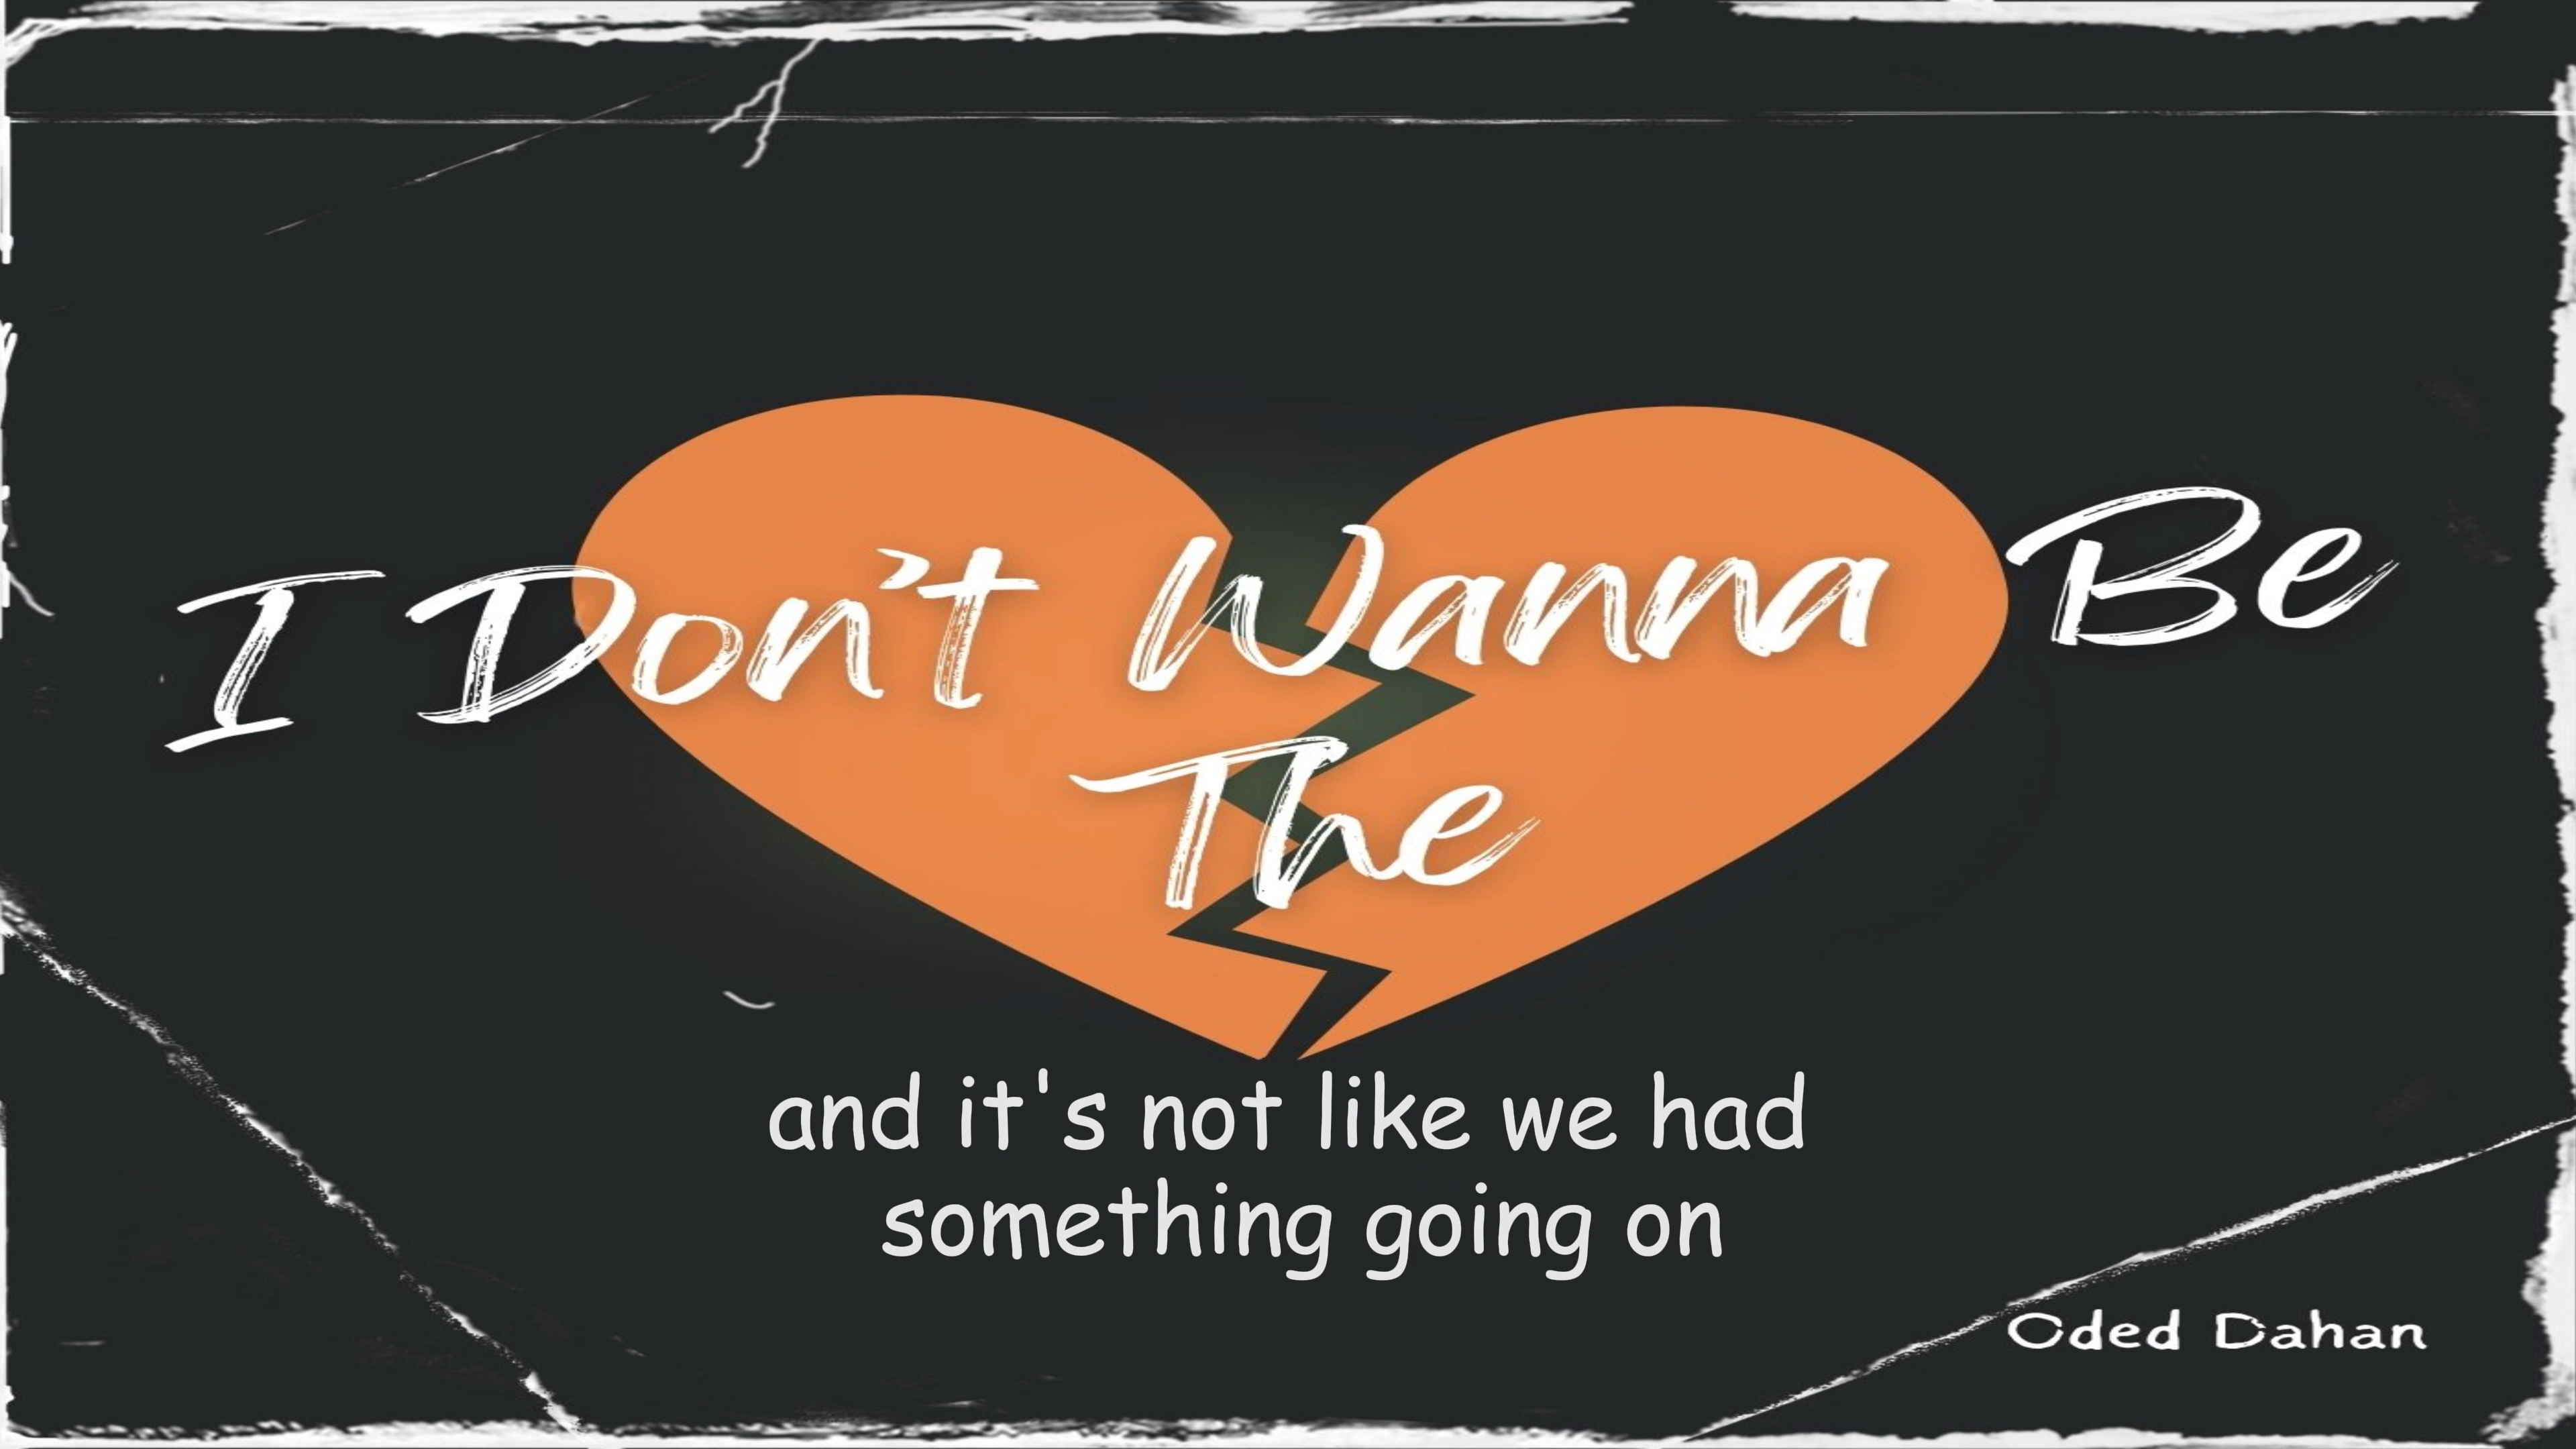 I Don't Wanna Be
The
and it's not like we had
something going on
Oded Dahan